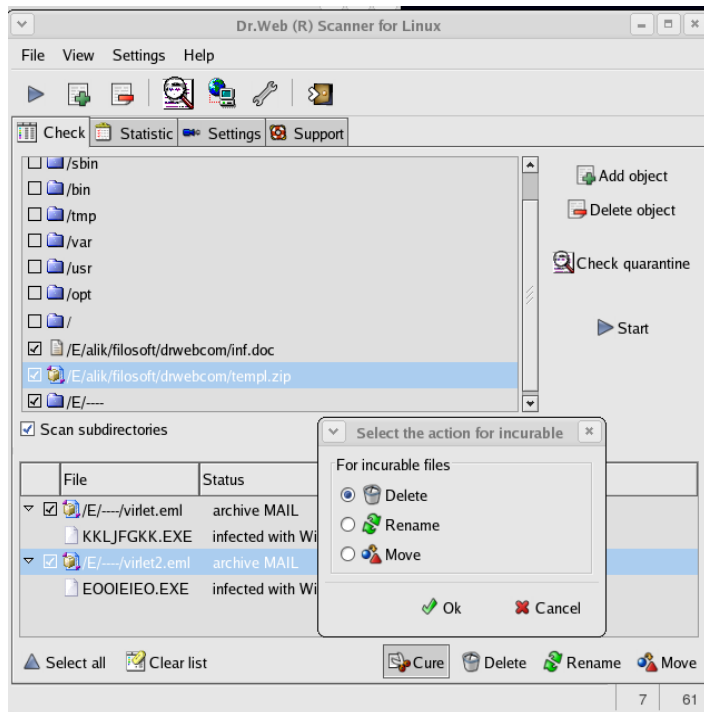 Dr.Web (R) Scanner for Linux
File View Settings Help
Check Statistic Settings Support
/sbin
/bin
/tmp
/var
/usr
/opt
/
/E/alik/filosoft/drwebcom/inf.doc
/E/alik/filosoft/drwebcom/templ.zip
/E/----
Add object
Delete object
Check quarantine
Start
Scan subdirectories
File Status
/E/----/virlet.eml archive MAIL
KKLJFGKK.EXE infected with Wi
/E/----/virlet2.eml archive MAIL
EOOIEIEO.EXE infected with Wi
Select the action for incurable
For incurable files
Delete
Rename
Move
Ok Cancel
Select all Clear list Cure Delete Rename Move
7 61